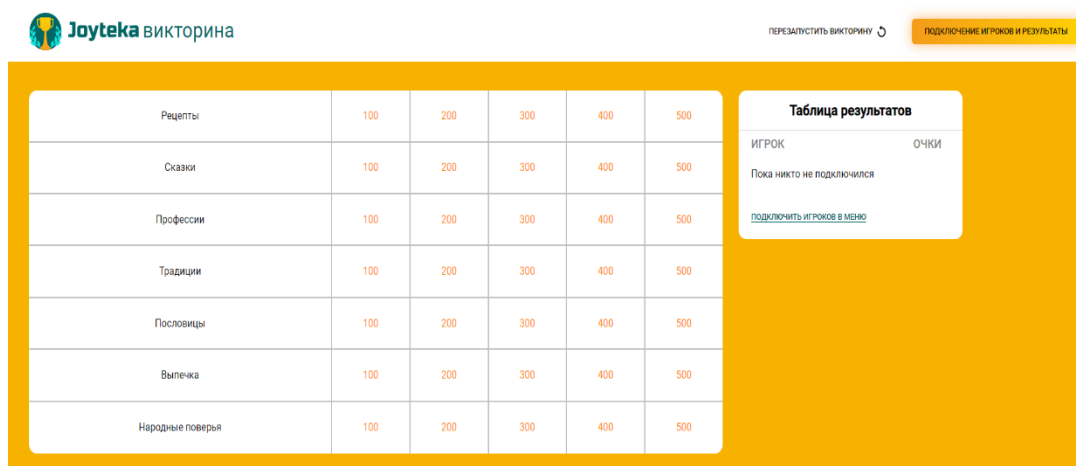 Joyteka викторина
ПЕРЕЗАПУСТИТЬ ВИКТОРИНУ
ПОДКЛЮЧЕНИЕ ИГРОКОВ И РЕЗУЛЬТАТЫ
Рецепты 100 200 300 400 500
Сказки 100 200 300 400 500
Профессии 100 200 300 400 500
Традиции 100 200 300 400 500
Пословицы 100 200 300 400 500
Выпечка 100 200 300 400 500
Народные поверья 100 200 300 400 500
Таблица результатов
ИГРОК ОЧКИ
Пока никто не подключился
ПОДКЛЮЧИТЬ ИГРОКОВ В МЕНЮ